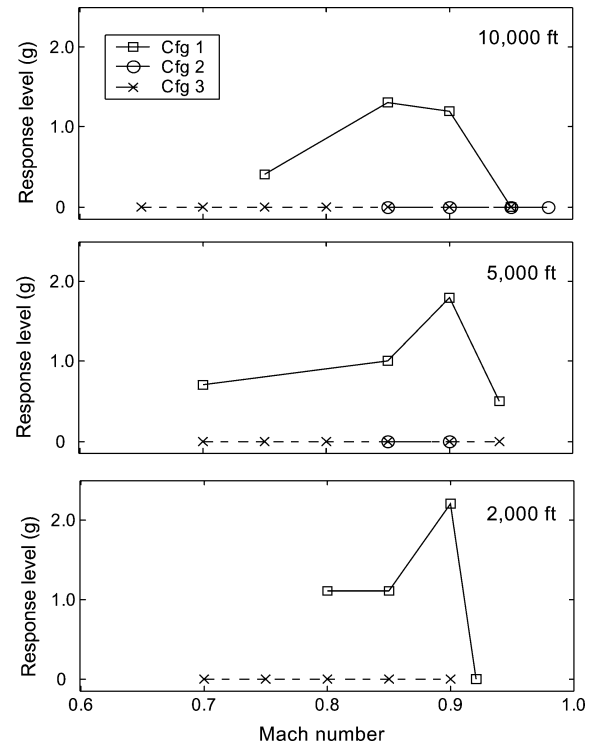 10,000 ft
Cfg 1
Cfg 2
Cfg 3
Response level (g)
2.0
1.0
0
5,000 ft
Response level (g)
2.0
1.0
0
2,000 ft
Response level (g)
2.0
1.0
0
0.6 0.7 0.8 0.9 1.0
Mach number